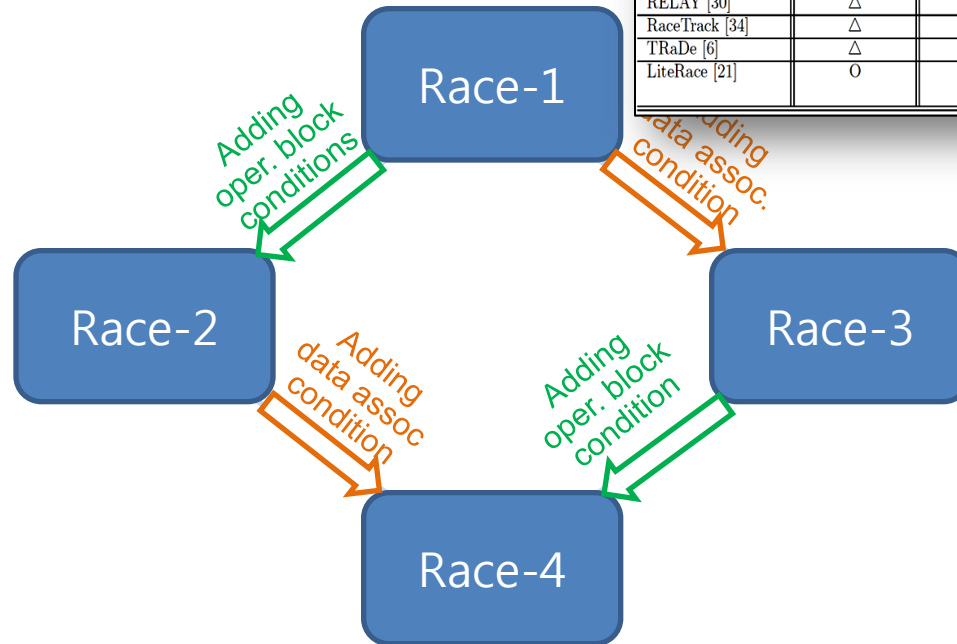 RELAY [30] △
RaceTrack [34] △
TRaDe [6] △
LiteRace [21] O
Race-1
Adding
oper. block
conditions
Adding
data assoc.
condition
Race-2
Race-3
Adding
data assoc
condition
Adding
oper. block
condition
Race-4